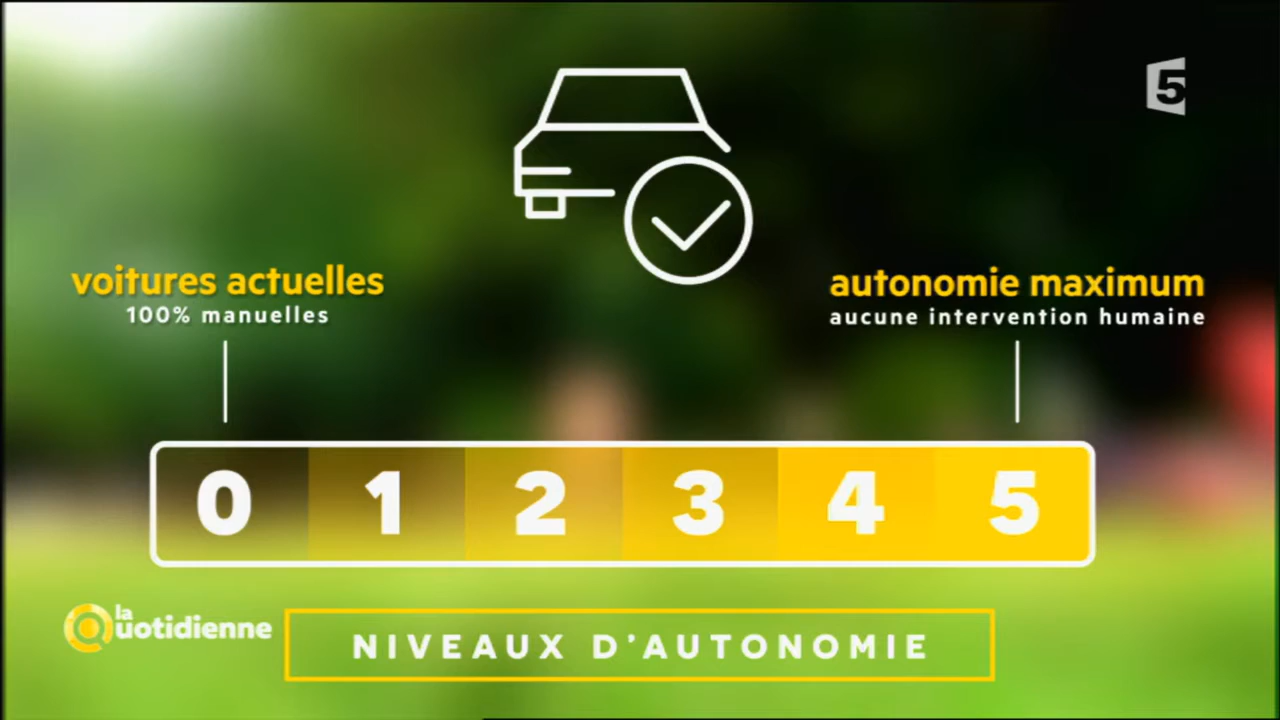 5
voitures actuelles
100% manuelles
autonomie maximum
aucune intervention humaine
0 1 2 3 4 5
la
Quotidienne
NIVEAUX D'AUTONOMIE